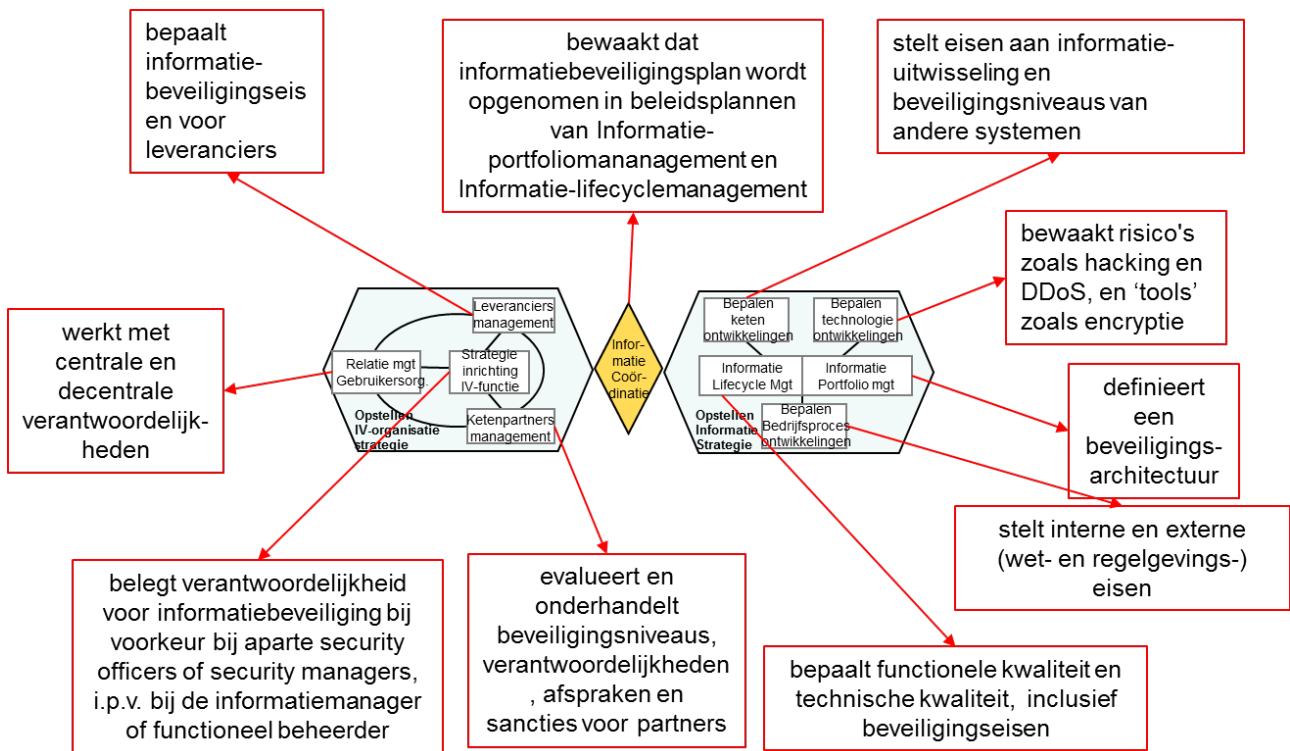 bepaalt
informatie-
beveiligingseis
en voor
leveranciers
bewaakt dat
informatiebeveiligingsplan wordt
opgenomen in beleidsplannen
van Informatie-
portfoliomananagement en
Informatie-lifecyclemanagement
stelt eisen aan informatie-
uitwisseling en
beveiligingsniveaus van
andere systemen
bewaakt risico's
zoals hacking en
DDoS, en ‘tools’
zoals encryptie
werkt met
centrale en
decentrale
verantwoordelijk-
heden
Leveranciers
management
Relatie mgt
Gebruikersorg.
Strategie
inrichting
IV-functie
Ketenpartners
management
Opstellen
IV-organisatie
strategie
Infor-
matie
Coör-
dinatie
Bepalen
keten
ontwikkelingen
Bepalen
technologie
ontwikkelingen
Informatie
Lifecycle Mgt
Informatie
Portfolio mgt
Bepalen
Bedrijfsproces
ontwikkelingen
Opstellen
Informatie
Strategie
definieert
een
beveiligings-
architectuur
stelt interne en externe
(wet- en regelgevings-)
eisen
belegt verantwoordelijkheid
voor informatiebeveiliging bij
voorkeur bij aparte security
officers of security managers,
i.p.v. bij de informatiemanager
of functioneel beheerder
evalueert en
onderhandelt
beveiligingsniveaus,
verantwoordelijkheden
, afspraken en
sancties voor partners
bepaalt functionele kwaliteit en
technische kwaliteit, inclusief
beveiligingseisen